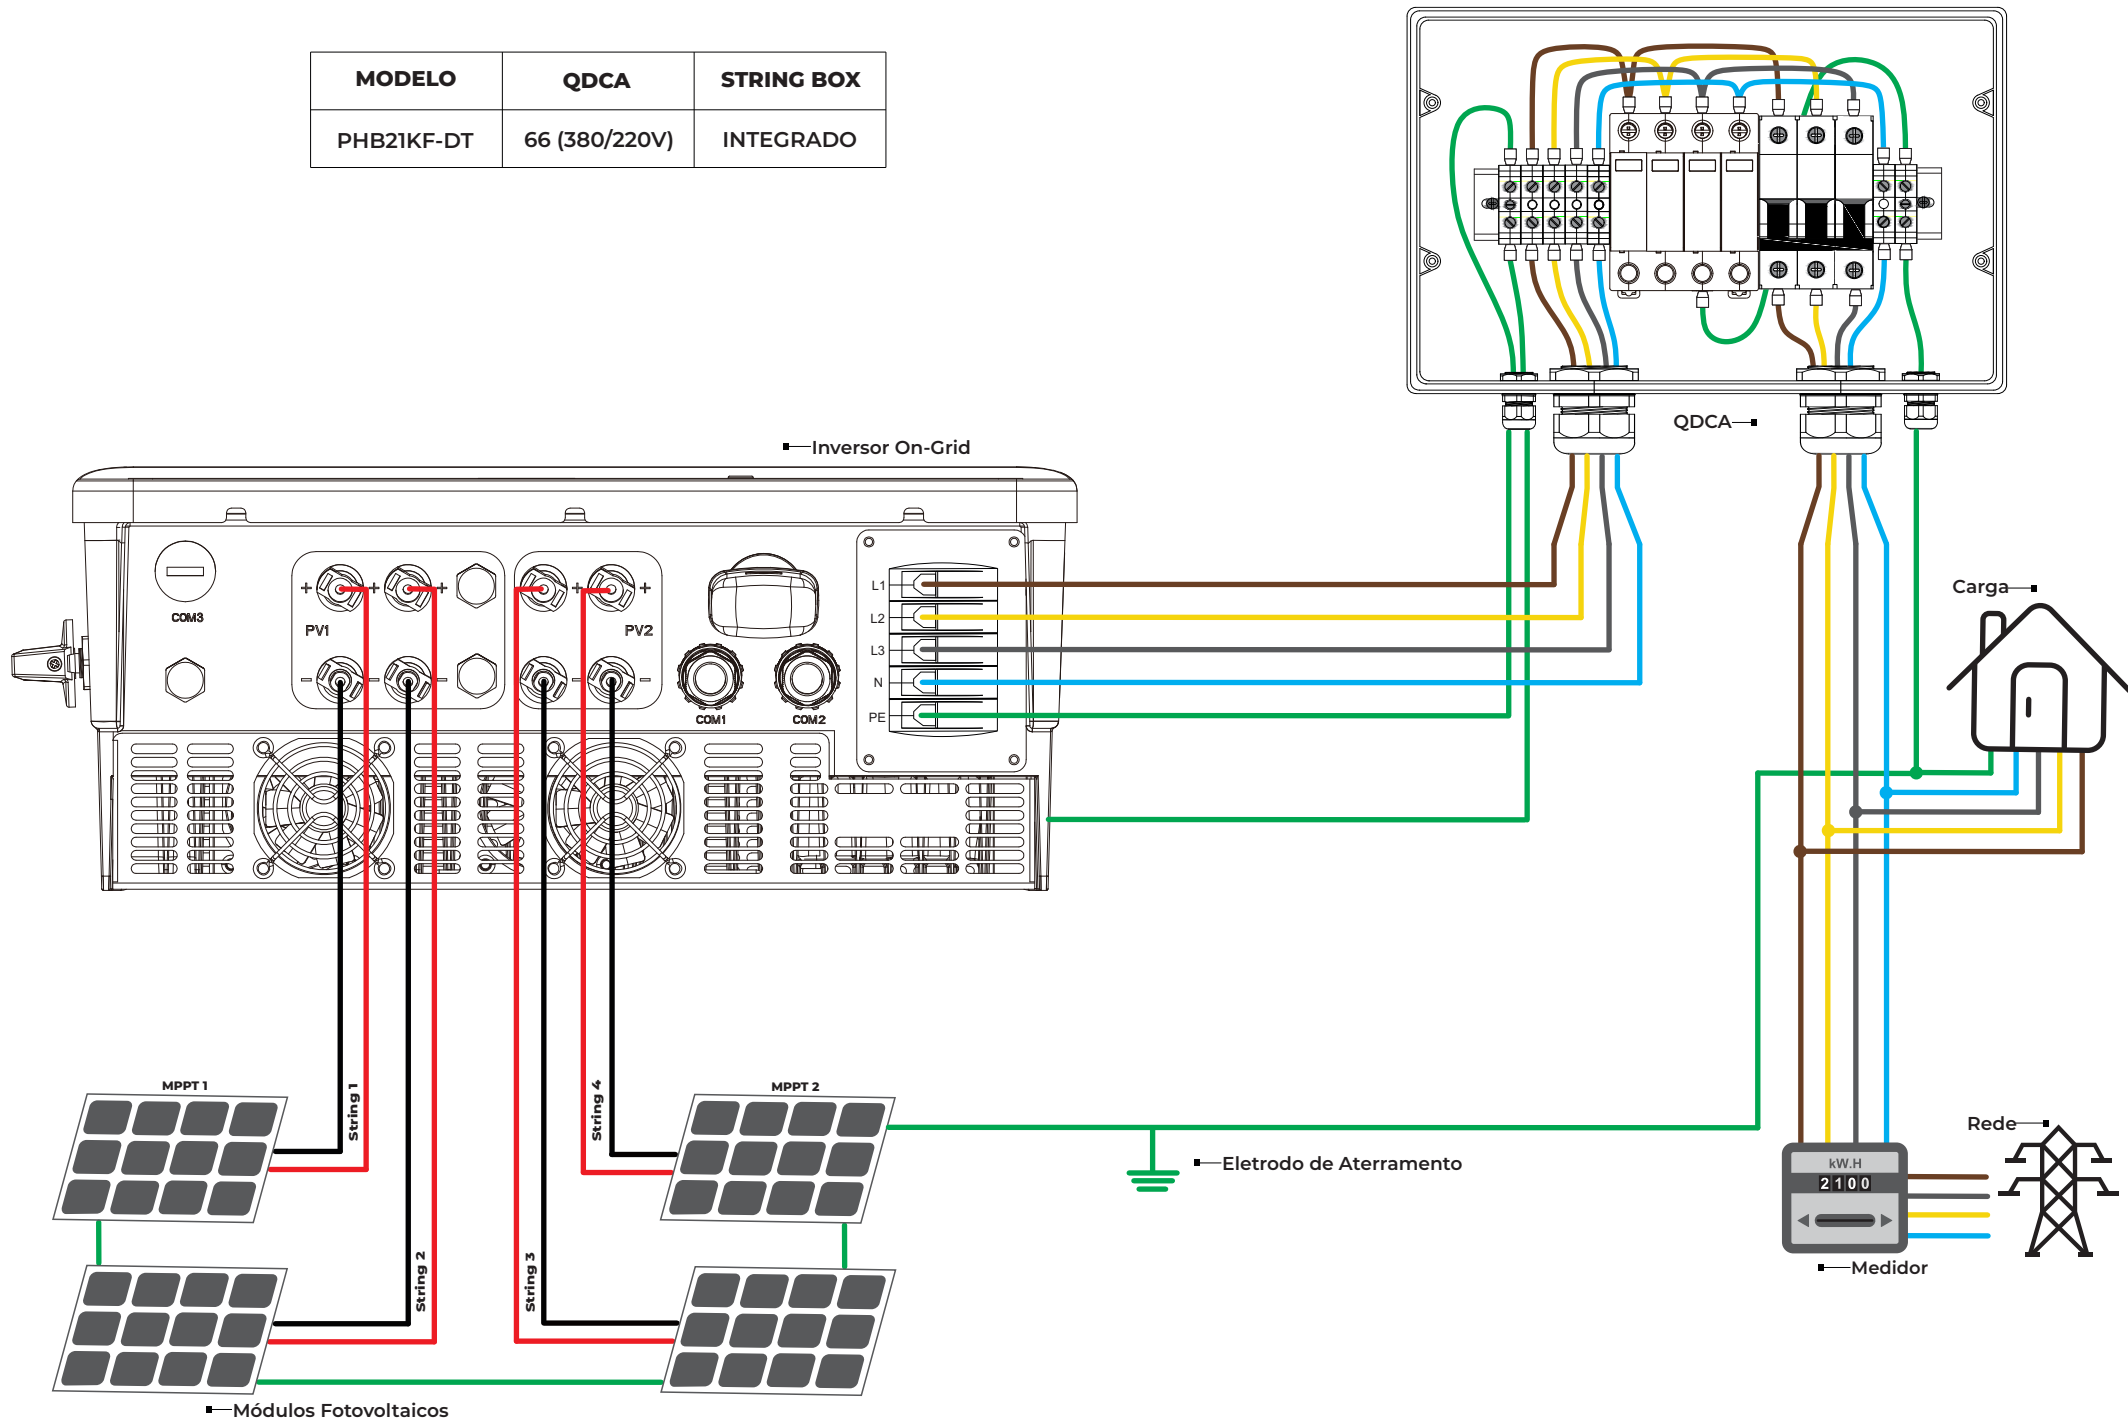 MODELO QDCA STRING BOX
PHB21KF-DT 66 (380/220V) INTEGRADO
QDCA
Inversor On-Grid
COM3
+ + + + +
PV1 PV2
- - - - -
COM1 COM2
L1
L2
L3
N
PE
Carga
MPPT 1
String 1
String 4
MPPT 2
String 2
String 3
Eletrodo de Aterramento
Rede
kW.H
2100
Medidor
Módulos Fotovoltaicos